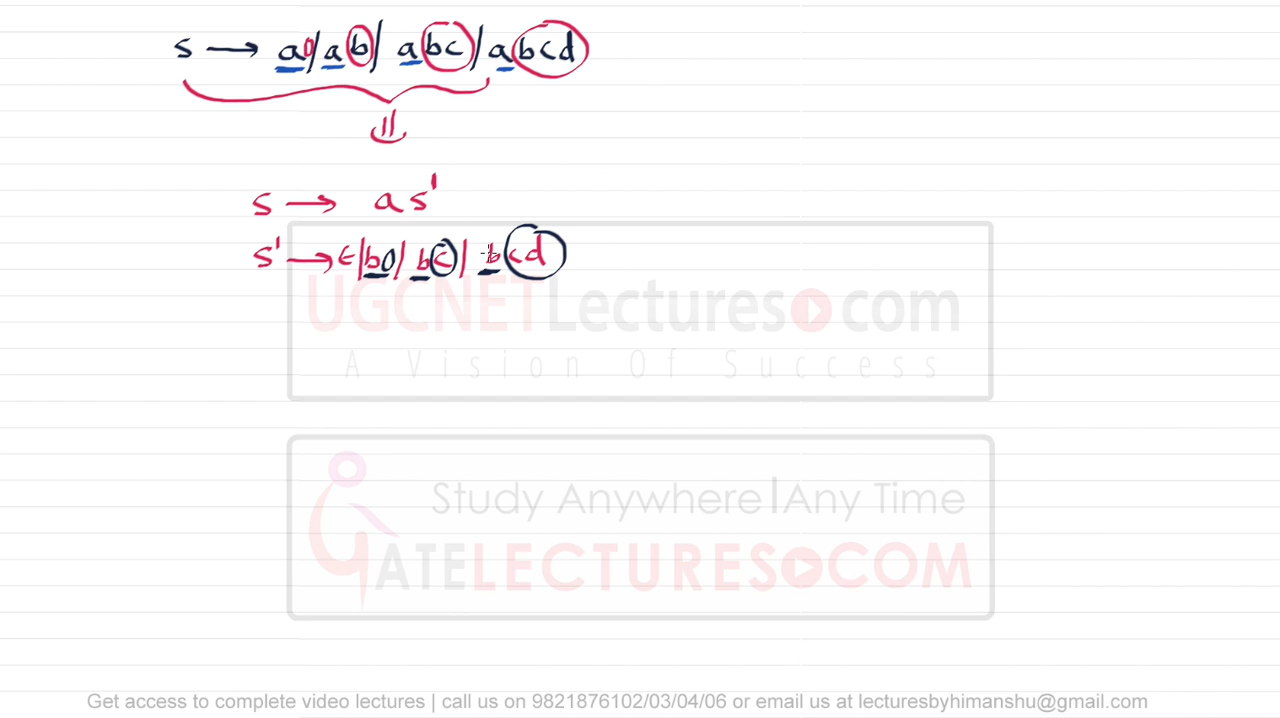 s → a/ab/abc/abcd
s → as'
s' → ε/b/bc/bcd
UGCNETLectures.com
A Vision Of Success
Study Anywhere|Any Time
GATELECTURES.COM
Get access to complete video lectures | call us on 9821876102/03/04/06 or email us at lecturesbyhimanshu@gmail.com